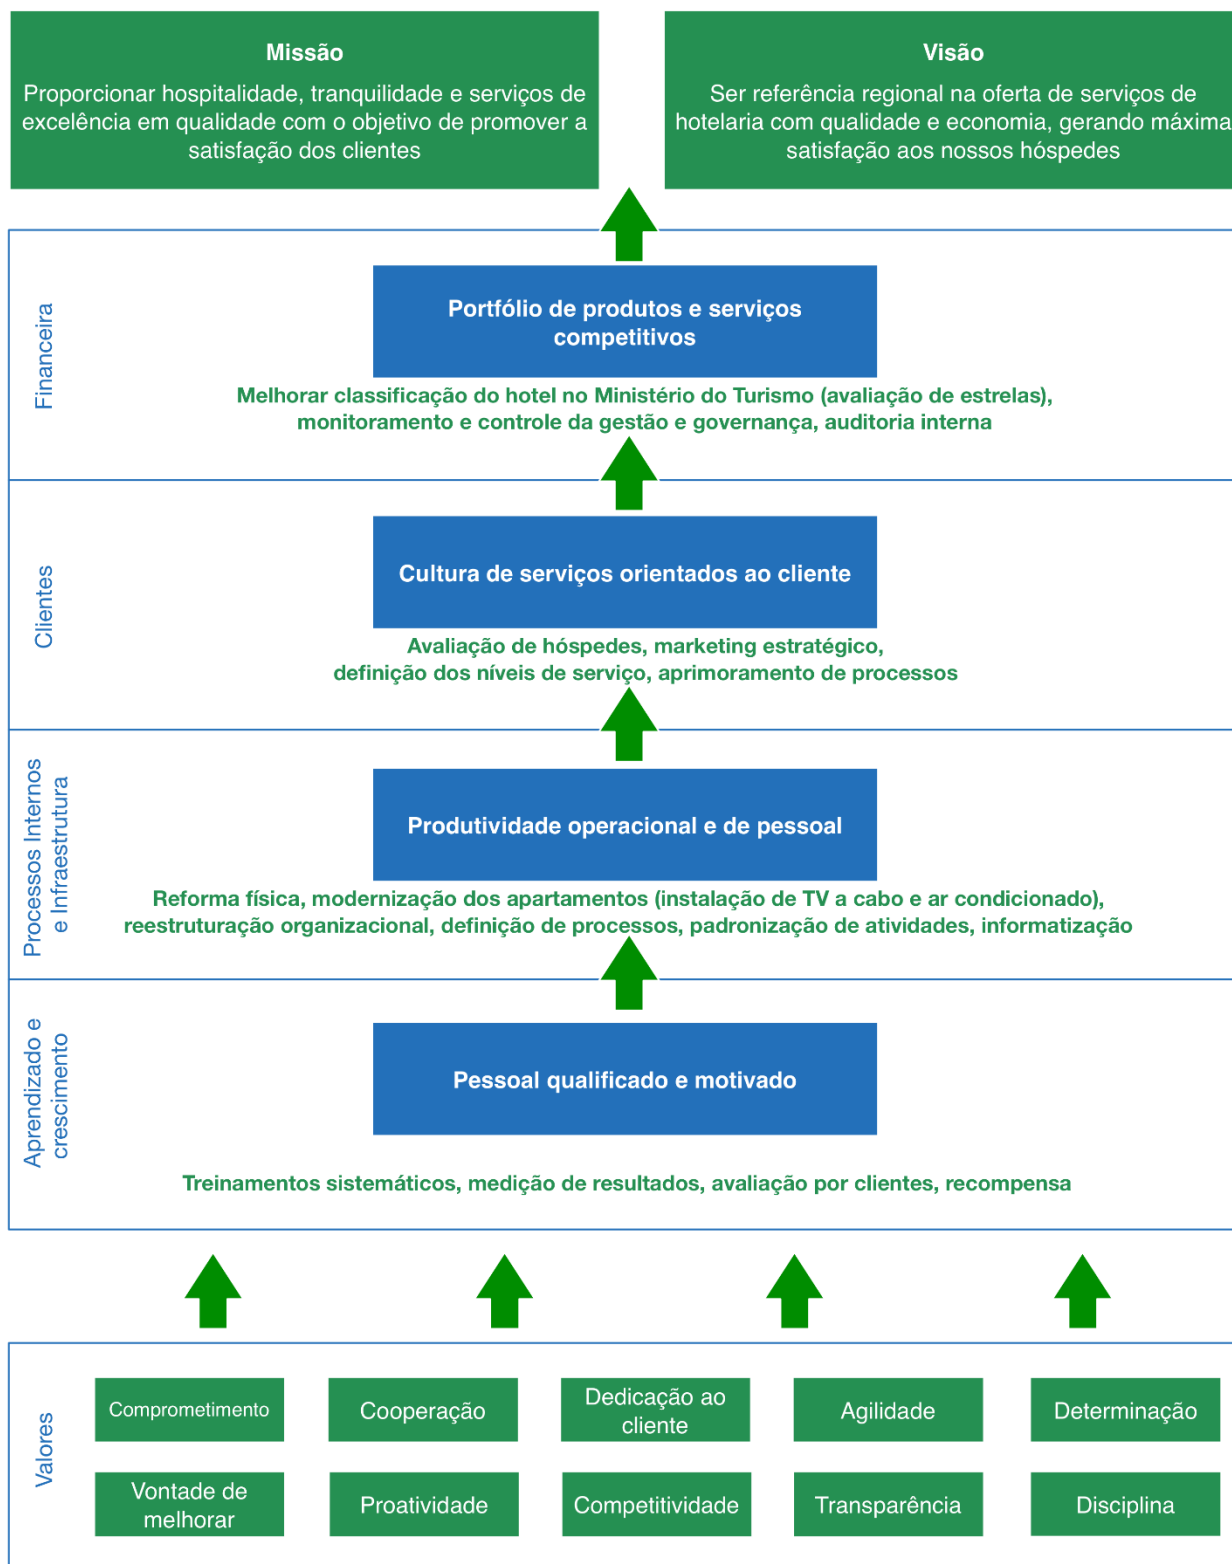 Missão
Proporcionar hospitalidade, tranquilidade e serviços de
excelência em qualidade com o objetivo de promover a
satisfação dos clientes
Visão
Ser referência regional na oferta de serviços de
hotelaria com qualidade e economia, gerando máxima
satisfação aos nossos hóspedes
Financeira
Portfólio de produtos e serviços
competitivos
Melhorar classificação do hotel no Ministério do Turismo (avaliação de estrelas),
monitoramento e controle da gestão e governança, auditoria interna
Clientes
Cultura de serviços orientados ao cliente
Avaliação de hóspedes, marketing estratégico,
definição dos níveis de serviço, aprimoramento de processos
Processos Internos
e Infraestrutura
Produtividade operacional e de pessoal
Reforma física, modernização dos apartamentos (instalação de TV a cabo e ar condicionado),
reestruturação organizacional, definição de processos, padronização de atividades, informatização
Aprendizado e
crescimento
Pessoal qualificado e motivado
Treinamentos sistemáticos, medição de resultados, avaliação por clientes, recompensa
Valores
Comprometimento
Cooperação
Dedicação ao
cliente
Agilidade
Determinação
Vontade de
melhorar
Proatividade
Competitividade
Transparência
Disciplina